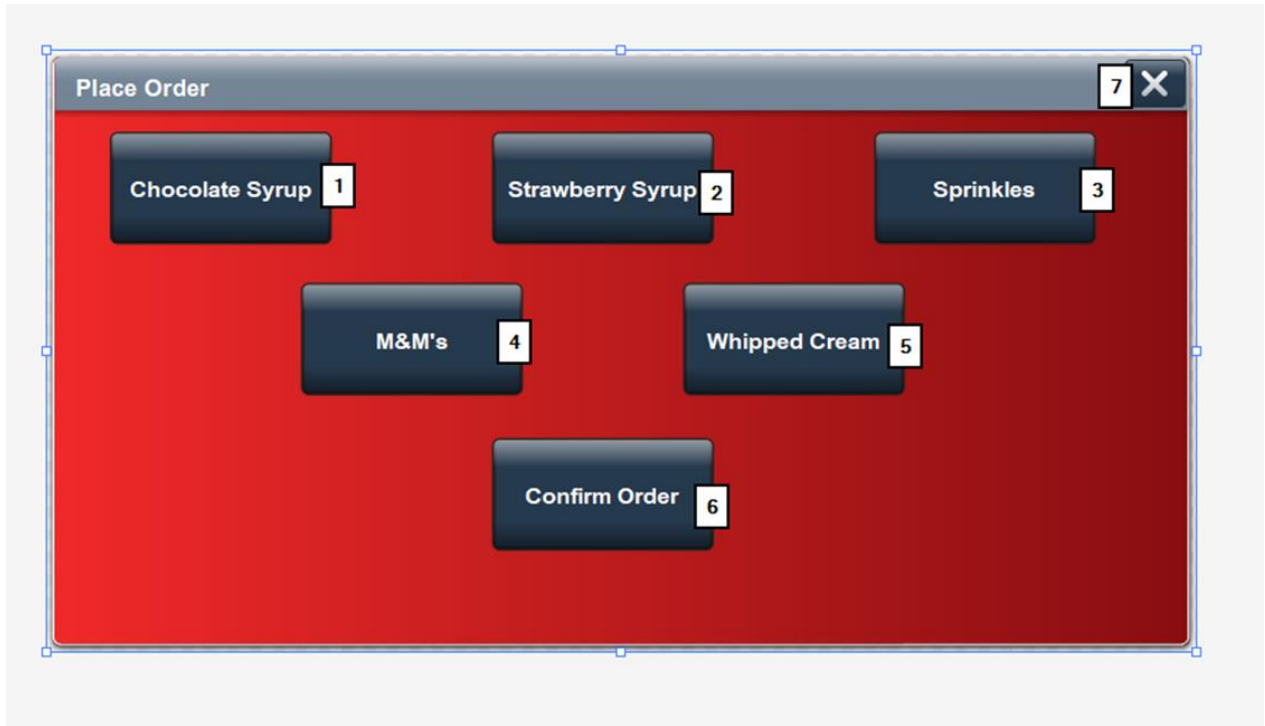 Place Order 7 X
Chocolate Syrup 1 Strawberry Syrup 2 Sprinkles 3
M&M's 4 Whipped Cream 5
Confirm Order 6